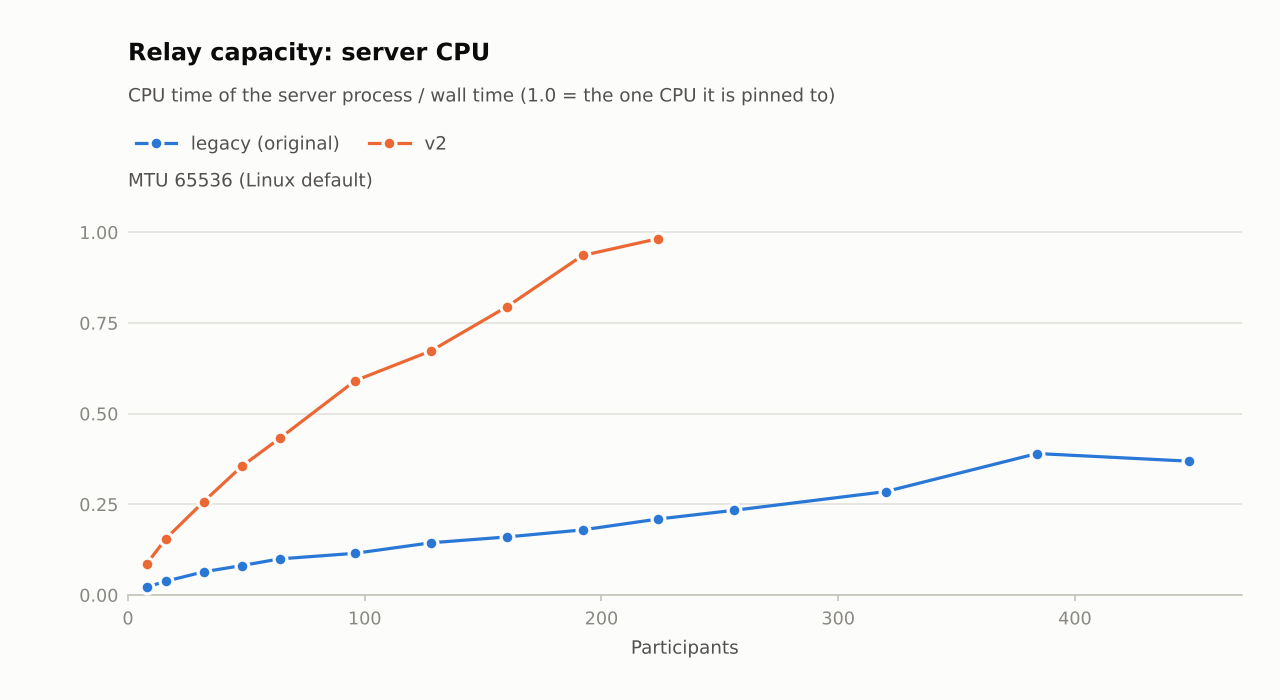 Relay capacity: server CPU
CPU time of the server process / wall time (1.0 = the one CPU it is pinned to)
legacy (original) v2
MTU 65536 (Linux default)
1.00
0.75
0.50
0.25
0.00
0 100 200 300 400
Participants